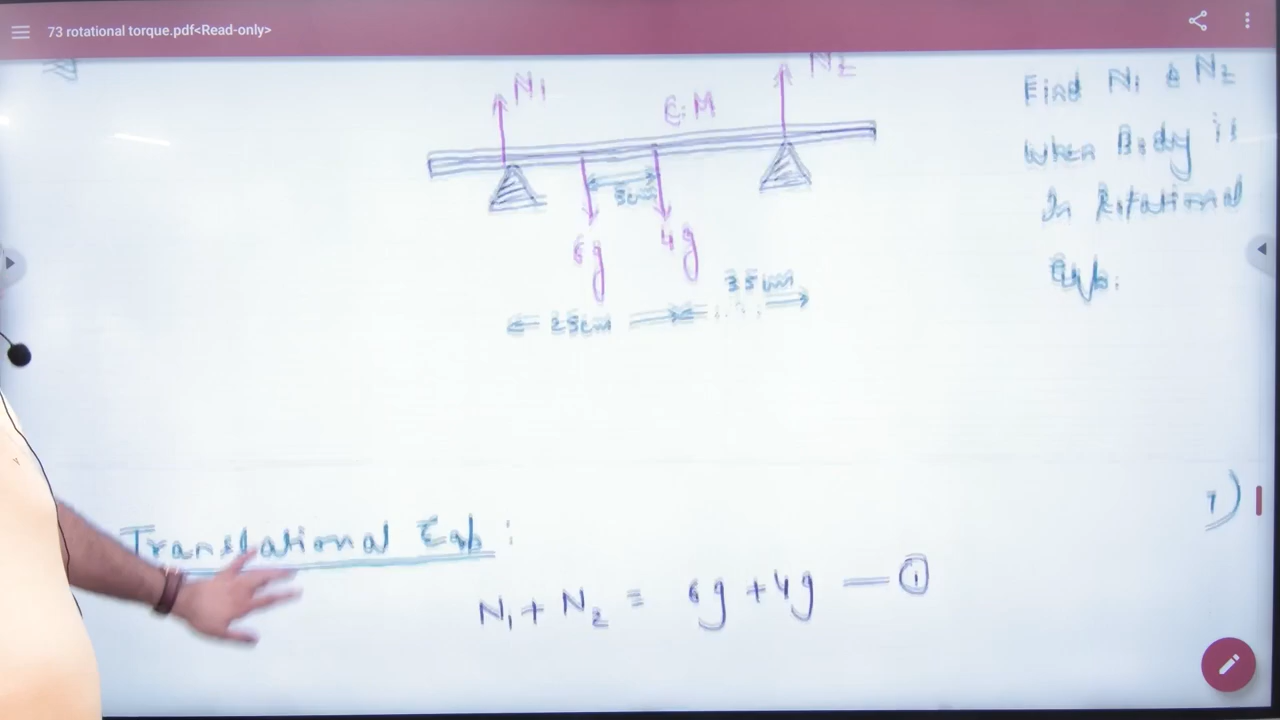 73 rotational torque.pdf<Read-only>
N₁
N₂
C.M
Find N₁ & N₂
when Body is
In Rotational
Eqb.
5cm
6g
4g
35cm
25cm
1)
Translational Eqb :
N₁ + N₂ = 6g + 4g — ①